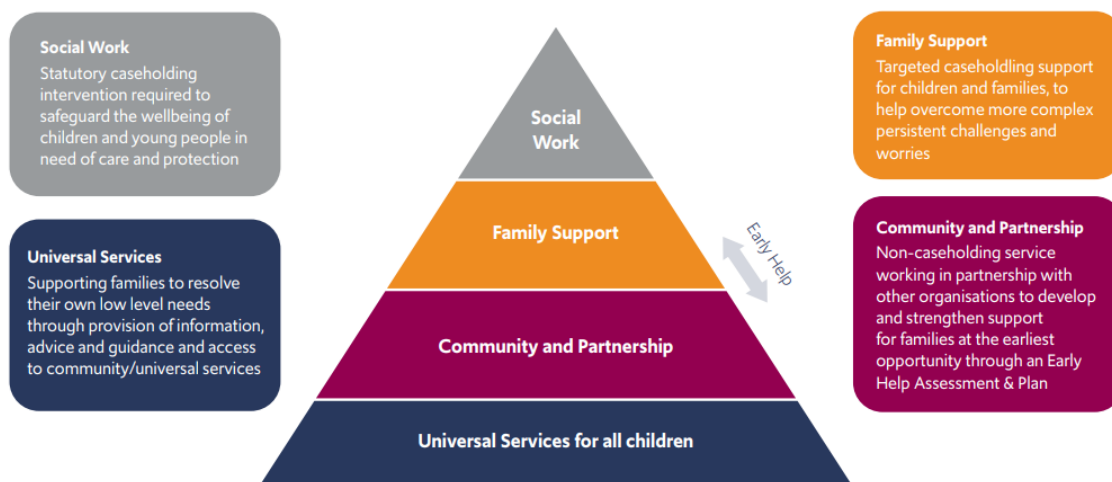 Social Work
Statutory caseholding
intervention required to
safeguard the wellbeing of
children and young people in
need of care and protection
Universal Services
Supporting families to resolve
their own low level needs
through provision of information,
advice and guidance and access
to community/universal services
Social
Work
Family Support
Community and Partnership
Universal Services for all children
Early Help
Family Support
Targeted caseholdling support
for children and families, to
help overcome more complex
persistent challenges and
worries
Community and Partnership
Non-caseholding service
working in partnership with
other organisations to develop
and strengthen support
for families at the earliest
opportunity through an Early
Help Assessment & Plan